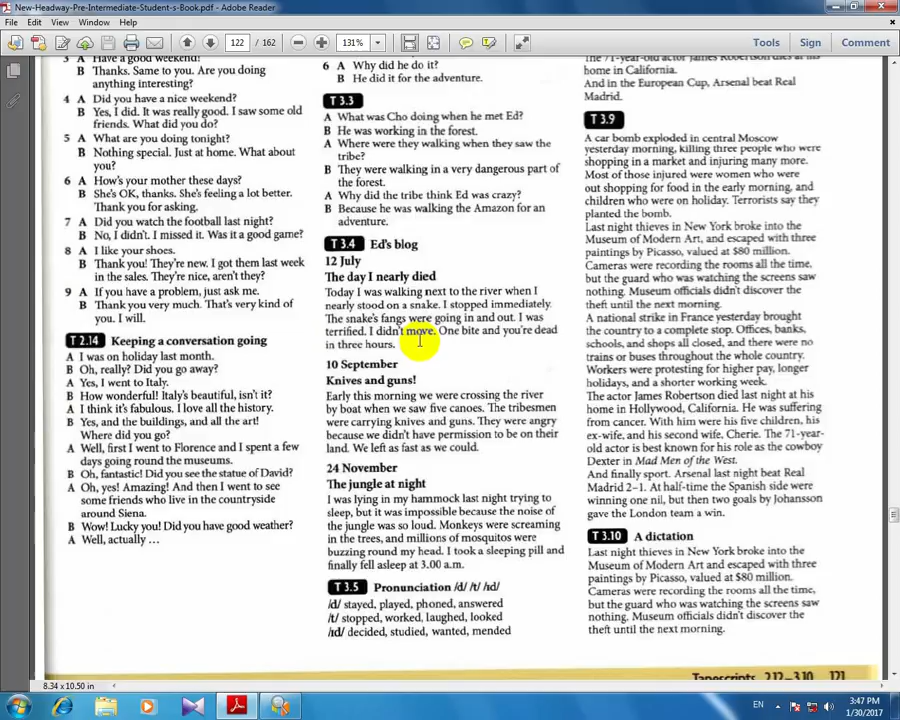 New-Headway-Pre-Intermediate-Student-s-Book.pdf - Adobe Reader
File Edit View Window Help
122 / 162
131%
Tools Sign Comment
3 A Have a good weekend!
B Thanks. Same to you. Are you doing
anything interesting?
4 A Did you have a nice weekend?
B Yes, I did. It was really good. I saw some old
friends. What did you do?
5 A What are you doing tonight?
B Nothing special. Just at home. What about
you?
6 A How's your mother these days?
B She's OK, thanks. She's feeling a lot better.
Thank you for asking.
7 A Did you watch the football last night?
B No, I didn't. I missed it. Was it a good game?
8 A I like your shoes.
B Thank you! They're new. I got them last week
in the sales. They're nice, aren't they?
9 A If you have a problem, just ask me.
B Thank you very much. That's very kind of
you. I will.
T 2.14 Keeping a conversation going
A I was on holiday last month.
B Oh, really? Did you go away?
A Yes, I went to Italy.
B How wonderful! Italy's beautiful, isn't it?
A I think it's fabulous. I love all the history.
B Yes, and the buildings, and all the art!
Where did you go?
A Well, first I went to Florence and I spent a few
days going round the museums.
B Oh, fantastic! Did you see the statue of David?
A Oh, yes! Amazing! And then I went to see
some friends who live in the countryside
around Siena.
B Wow! Lucky you! Did you have good weather?
A Well, actually …
6 A Why did he do it?
B He did it for the adventure.
T 3.3
A What was Cho doing when he met Ed?
B He was working in the forest.
A Where were they walking when they saw the
tribe?
B They were walking in a very dangerous part of
the forest.
A Why did the tribe think Ed was crazy?
B Because he was walking the Amazon for an
adventure.
T 3.4 Ed's blog
12 July
The day I nearly died
Today I was walking next to the river when I
nearly stood on a snake. I stopped immediately.
The snake's fangs were going in and out. I was
terrified. I didn't move. One bite and you're dead
in three hours.
10 September
Knives and guns!
Early this morning we were crossing the river
by boat when we saw five canoes. The tribesmen
were carrying knives and guns. They were angry
because we didn't have permission to be on their
land. We left as fast as we could.
24 November
The jungle at night
I was lying in my hammock last night trying to
sleep, but it was impossible because the noise of
the jungle was so loud. Monkeys were screaming
in the trees, and millions of mosquitos were
buzzing round my head. I took a sleeping pill and
finally fell asleep at 3.00 a.m.
T 3.5 Pronunciation /d/ /t/ /ɪd/
/d/ stayed, played, phoned, answered
/t/ stopped, worked, laughed, looked
/ɪd/ decided, studied, wanted, mended
The 71-year-old actor James Robertson dies at his
home in California.
And in the European Cup, Arsenal beat Real
Madrid.
T 3.9
A car bomb exploded in central Moscow
yesterday morning, killing three people who were
shopping in a market and injuring many more.
Most of those injured were women who were
out shopping for food in the early morning, and
children who were on holiday. Terrorists say they
planted the bomb.
Last night thieves in New York broke into the
Museum of Modern Art, and escaped with three
paintings by Picasso, valued at $80 million.
Cameras were recording the rooms all the time,
but the guard who was watching the screens saw
nothing. Museum officials didn't discover the
theft until the next morning.
A national strike in France yesterday brought
the country to a complete stop. Offices, banks,
schools, and shops all closed, and there were no
trains or buses throughout the whole country.
Workers were protesting for higher pay, longer
holidays, and a shorter working week.
The actor James Robertson died last night at his
home in Hollywood, California. He was suffering
from cancer. With him were his five children, his
ex-wife, and his second wife, Cherie. The 71-year-
old actor is best known for his role as the cowboy
Dexter in Mad Men of the West.
And finally sport. Arsenal last night beat Real
Madrid 2–1. At half-time the Spanish side were
winning one nil, but then two goals by Johansson
gave the London team a win.
T 3.10 A dictation
Last night thieves in New York broke into the
Museum of Modern Art and escaped with three
paintings by Picasso, valued at $80 million.
Cameras were recording the rooms all the time,
but the guard who was watching the screens saw
nothing. Museum officials didn't discover the
theft until the next morning.
Tapescripts 2.12–3.10 121
8.34 x 10.50 in
EN
3:47 PM
1/30/2017